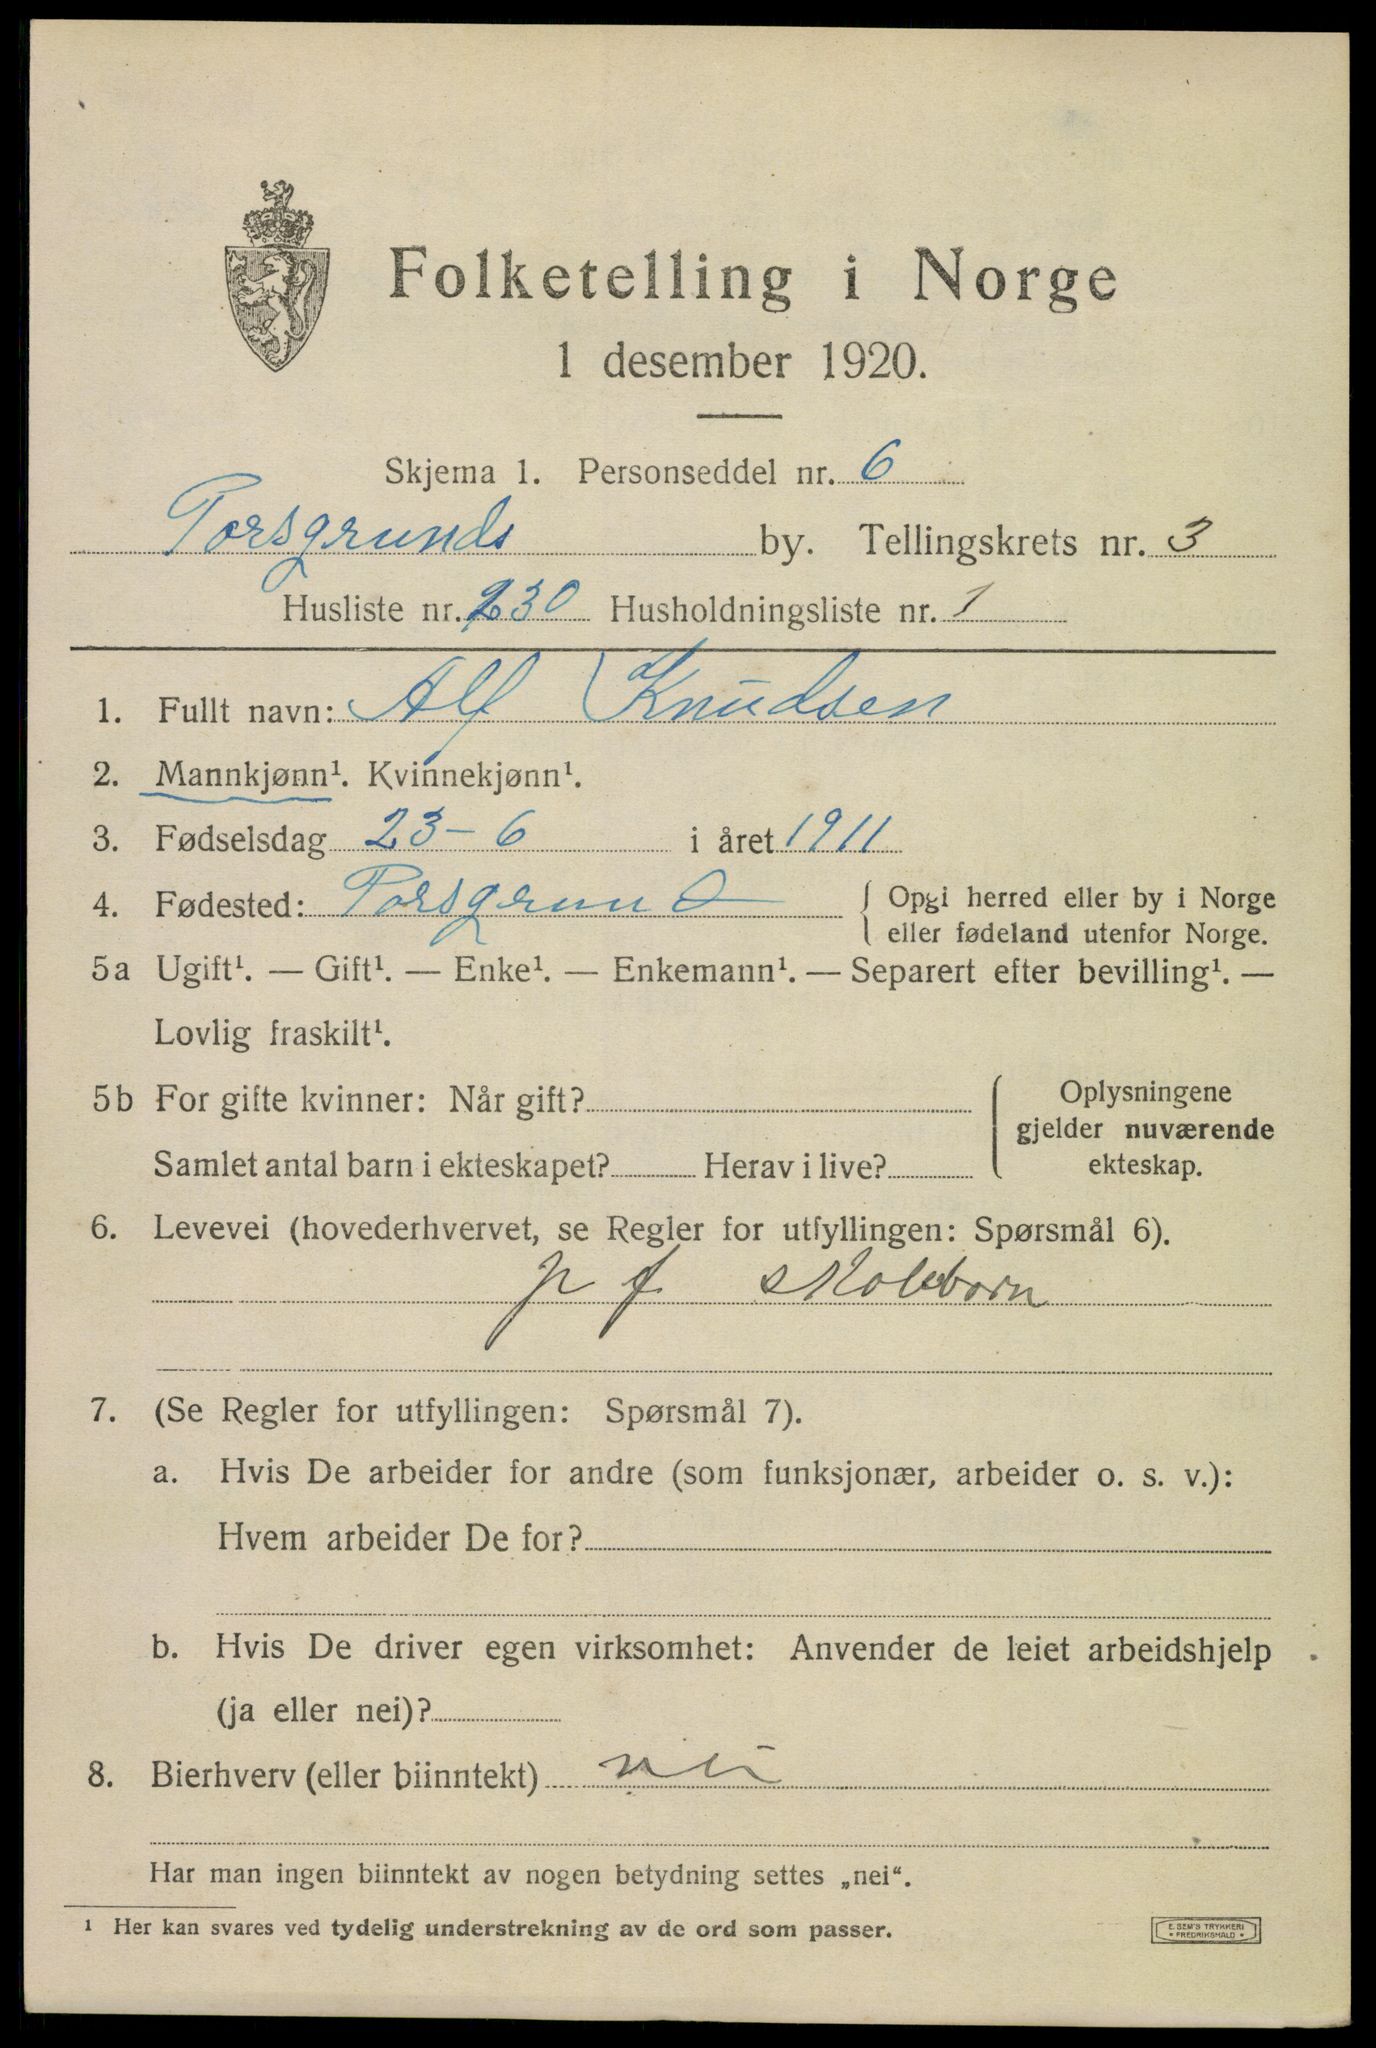 Folketelling i Norge
1 desember 1920.
Skjema 1. Personseddel nr. 6
Porsgrunds by. Tellingskrets nr. 3
Husliste nr. 230 Husholdningsliste nr. 1
1. Fullt navn: Alf Knudsen
2. Mannkjønn¹. Kvinnekjønn¹.
3. Fødselsdag 23-6 i året 1911
4. Fødested: Porsgrund { Opgi herred eller by i Norge
eller fødeland utenfor Norge.
5a Ugift¹. — Gift¹. — Enke¹. — Enkemann¹. — Separert efter bevilling¹. —
Lovlig fraskilt¹.
5b For gifte kvinner: Når gift?
Samlet antal barn i ekteskapet? Herav i live?
Oplysningene
gjelder nuværende
ekteskap.
6. Levevei (hovederhvervet, se Regler for utfyllingen: Spørsmål 6).
p f skolebarn
7. (Se Regler for utfyllingen: Spørsmål 7).
a. Hvis De arbeider for andre (som funksjonær, arbeider o. s. v.):
Hvem arbeider De for?
b. Hvis De driver egen virksomhet: Anvender de leiet arbeidshjelp
(ja eller nei)?
8. Bierhverv (eller biinntekt) nei
Har man ingen biinntekt av nogen betydning settes „nei“.
¹ Her kan svares ved tydelig understrekning av de ord som passer.
E. SEM'S TRYKKERI
* FREDRIKSHALD *